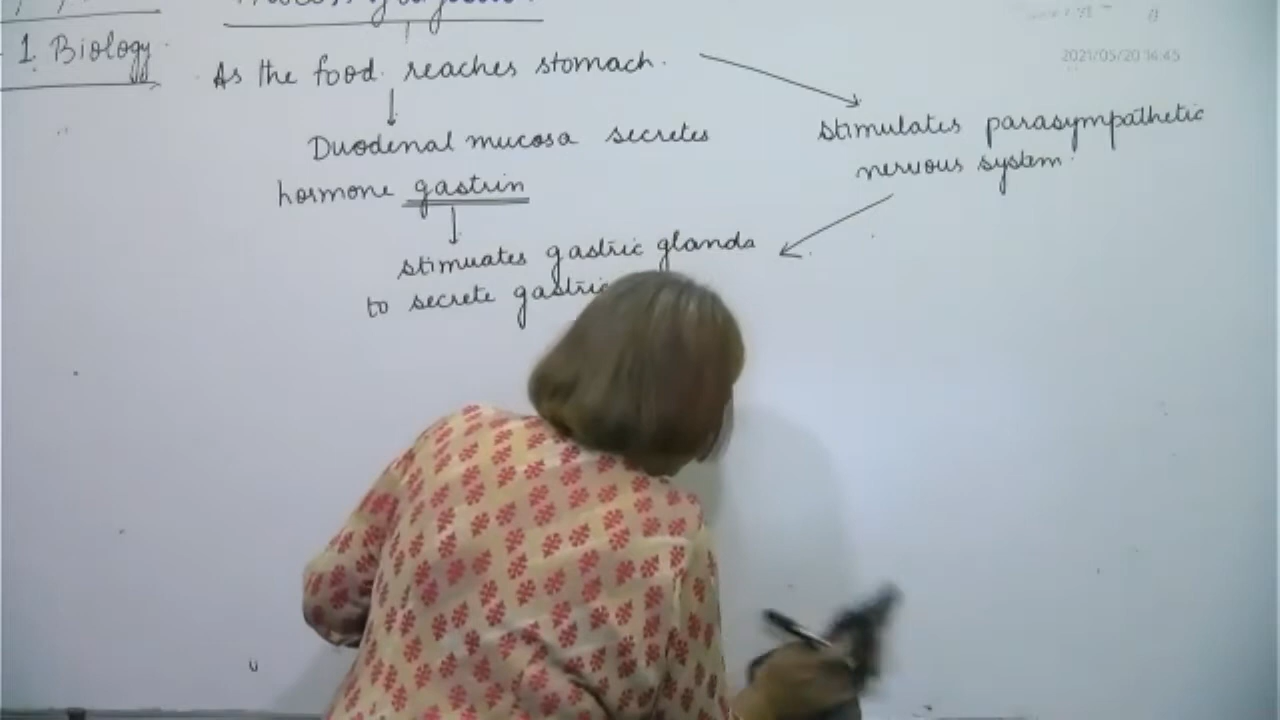 1. Biology
As the food reaches stomach.
Duodenal mucosa secretes
hormone gastrin
stimuates gastric glands
to secrete gastric
stimulates parasympathetic
nervous system.
2021/05/20 14:45